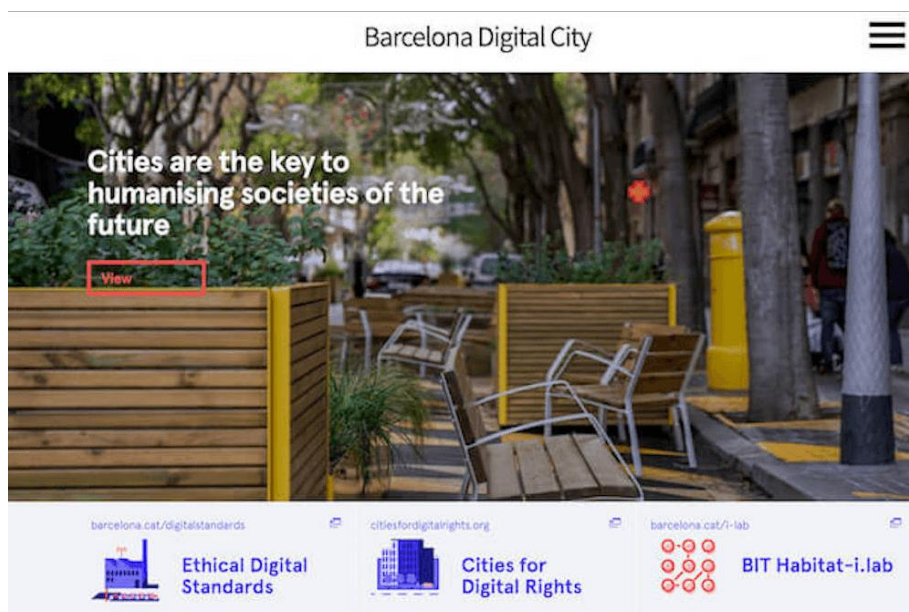 Barcelona Digital City
Cities are the key to
humanising societies of the
future
View
barcelona.cat/digitalstandards
Ethical Digital
Standards
citiesfordigitalrights.org
Cities for
Digital Rights
barcelona.cat/i-lab
BIT Habitat-i.lab